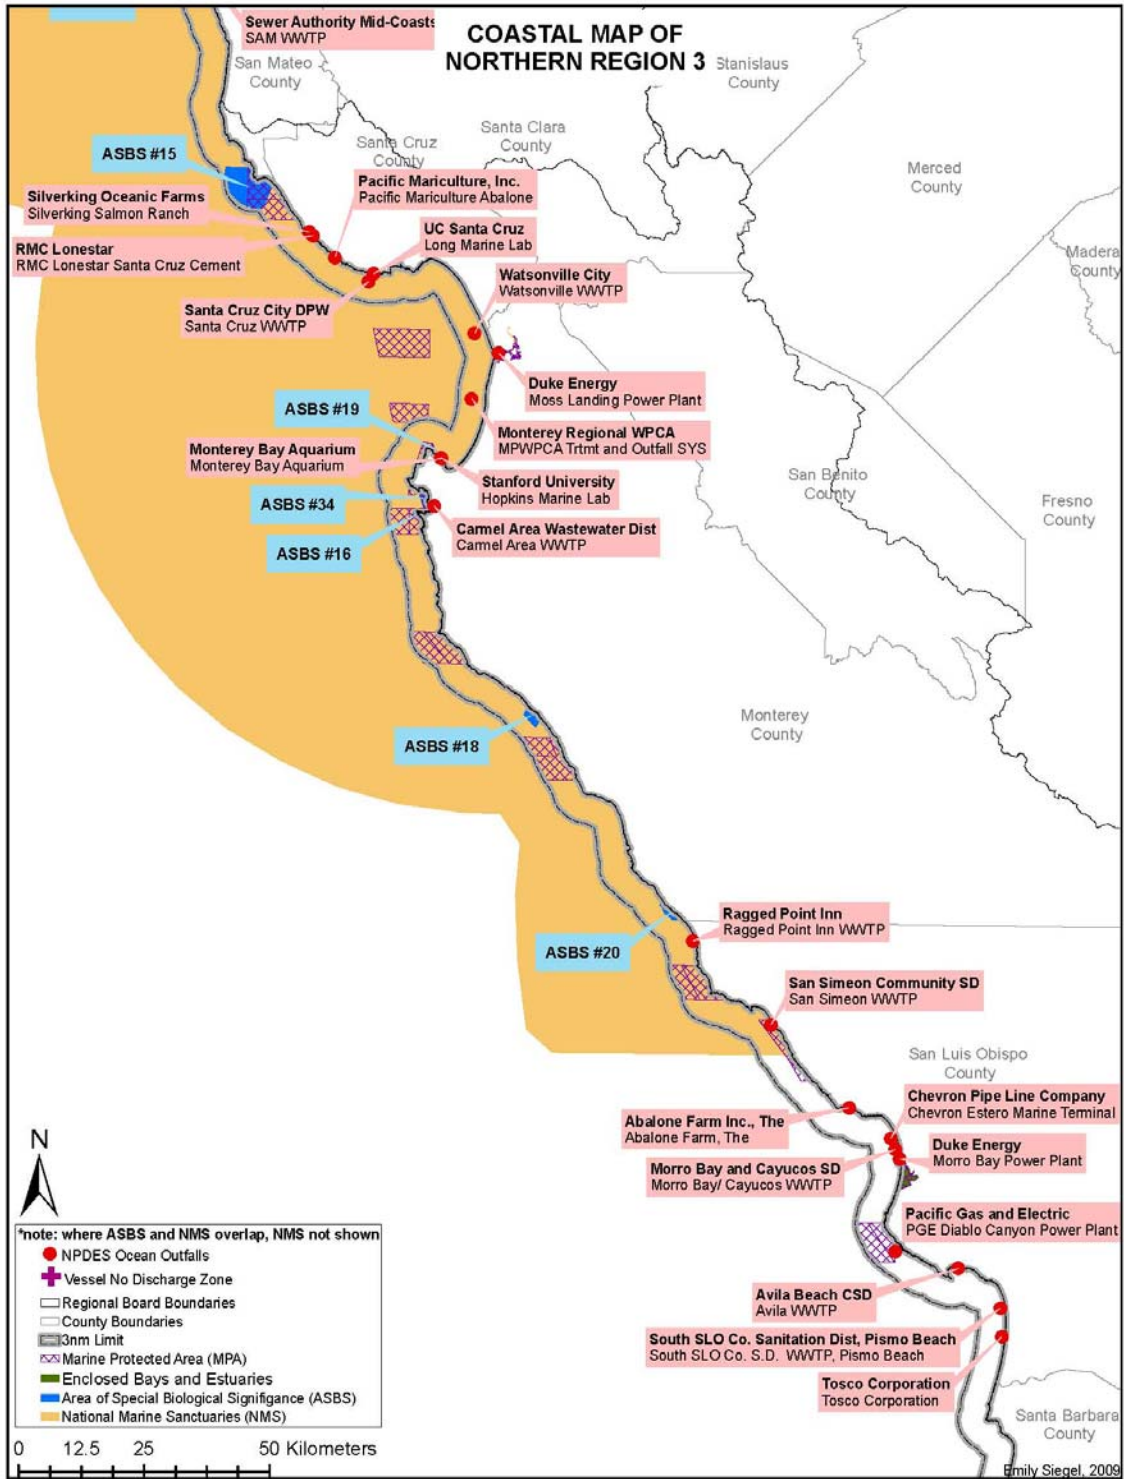 Sewer Authority Mid-Coasts
SAM WWTP
COASTAL MAP OF
NORTHERN REGION 3
San Mateo
County
Stanislaus
County
Santa Clara
County
Santa Cruz
County
Merced
County
ASBS #15
Pacific Mariculture, Inc.
Pacific Mariculture Abalone
Silverking Oceanic Farms
Silverking Salmon Ranch
UC Santa Cruz
Long Marine Lab
RMC Lonestar
RMC Lonestar Santa Cruz Cement
Madera
County
Watsonville City
Watsonville WWTP
Santa Cruz City DPW
Santa Cruz WWTP
Duke Energy
Moss Landing Power Plant
ASBS #19
Monterey Regional WPCA
MPWPCA Trtmt and Outfall SYS
Monterey Bay Aquarium
Monterey Bay Aquarium
Stanford University
Hopkins Marine Lab
San Benito
County
ASBS #34
Fresno
County
Carmel Area Wastewater Dist
Carmel Area WWTP
ASBS #16
Monterey
County
ASBS #18
Ragged Point Inn
Ragged Point Inn WWTP
ASBS #20
San Simeon Community SD
San Simeon WWTP
San Luis Obispo
County
Chevron Pipe Line Company
Chevron Estero Marine Terminal
Abalone Farm Inc., The
Abalone Farm, The
Duke Energy
Morro Bay Power Plant
Morro Bay and Cayucos SD
Morro Bay/ Cayucos WWTP
Pacific Gas and Electric
PGE Diablo Canyon Power Plant
Avila Beach CSD
Avila WWTP
South SLO Co. Sanitation Dist, Pismo Beach
South SLO Co. S.D. WWTP, Pismo Beach
Tosco Corporation
Tosco Corporation
Santa Barbara
County
N
*note: where ASBS and NMS overlap, NMS not shown
NPDES Ocean Outfalls
Vessel No Discharge Zone
Regional Board Boundaries
County Boundaries
3nm Limit
Marine Protected Area (MPA)
Enclosed Bays and Estuaries
Area of Special Biological Signifigance (ASBS)
National Marine Sanctuaries (NMS)
0 12.5 25 50 Kilometers
Emily Siegel, 2009